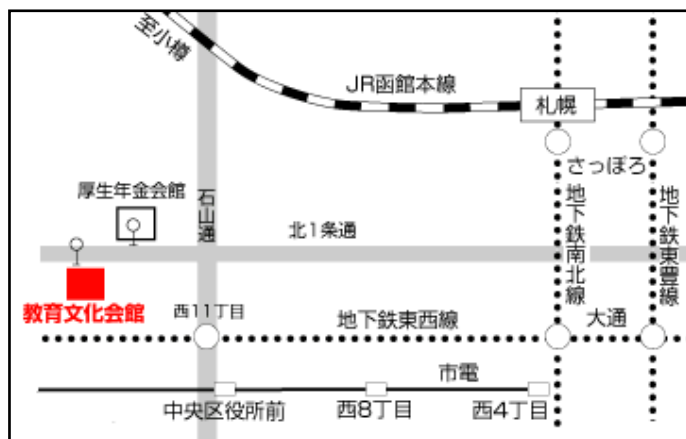 至小樽
JR函館本線
札幌
さっぽろ
厚生年金会館
石山通
北1条通
地下鉄南北線
地下鉄東豊線
教育文化会館
西11丁目
地下鉄東西線
大通
市電
中央区役所前
西8丁目
西4丁目